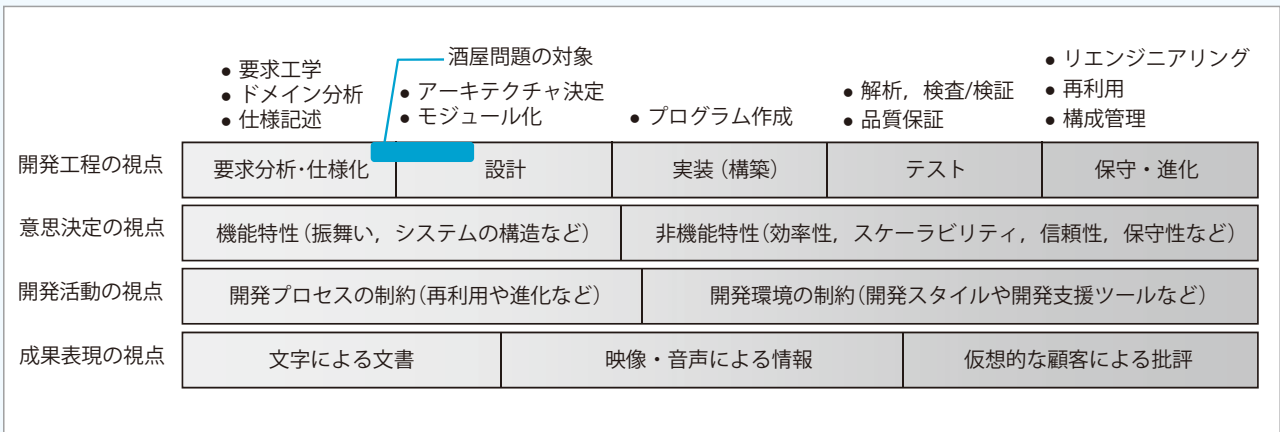 酒屋問題の対象
● 要求工学
● ドメイン分析
● 仕様記述
● アーキテクチャ決定
● モジュール化
● プログラム作成
● 解析，検査/検証
● 品質保証
● リエンジニアリング
● 再利用
● 構成管理
開発工程の視点 要求分析・仕様化 設計 実装（構築） テスト 保守・進化
意思決定の視点 機能特性（振舞い，システムの構造など） 非機能特性（効率性，スケーラビリティ，信頼性，保守性など）
開発活動の視点 開発プロセスの制約（再利用や進化など） 開発環境の制約（開発スタイルや開発支援ツールなど）
成果表現の視点 文字による文書 映像・音声による情報 仮想的な顧客による批評